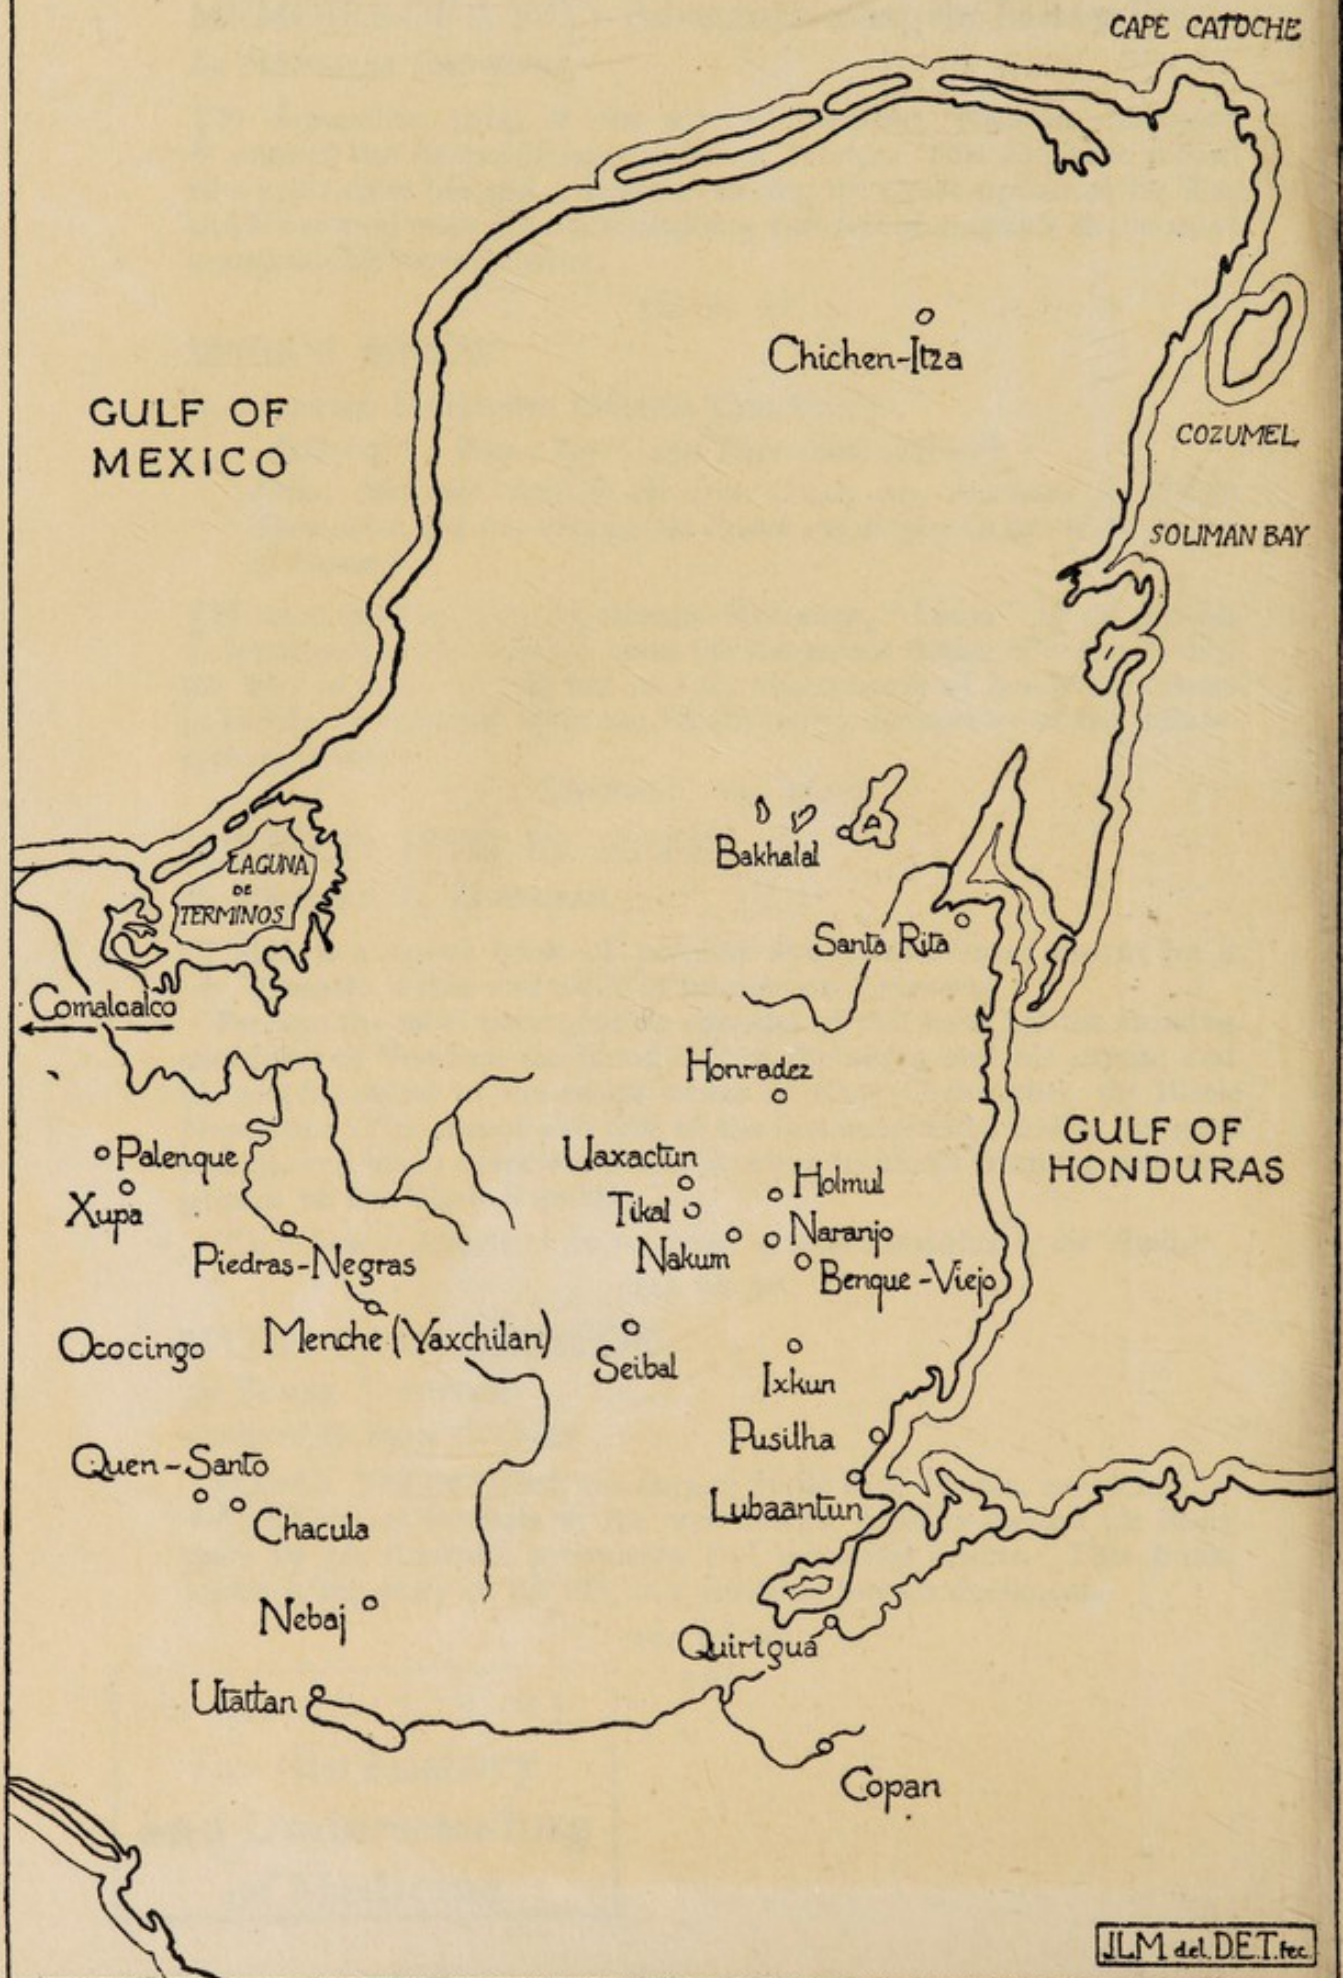 CAPE CATOCHE
Chichen-Itza
GULF OF
MEXICO
COZUMEL
SOLIMAN BAY
Bakhalal
LAGUNA
DE
TERMINOS
Santa Rita
Comalcalco
Honradez
GULF OF
HONDURAS
Palenque
Uaxactun
Holmul
Xupa
Tikal
Naranjo
Nakum
Piedras-Negras
Benque-Viejo
Ococingo
Menche (Yaxchilan)
Seibal
Ixkun
Pusilha
Quen-Santo
Lubaantun
Chacula
Nebaj
Quiriguá
Utatlan
Copan
JLM del. D.E.T. fec.